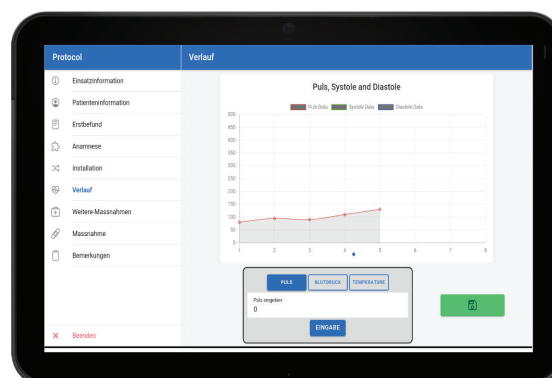 Protocol
Verlauf
Einsatzinformation
Patienteninformation
Erstbefund
Anamnese
Installation
Verlauf
Weitere-Massnahmen
Massnahme
Bemerkungen
Beenden
Puls, Systole and Diastole
Puls Data Systole Data Diastole Data
500
450
400
350
300
250
200
150
100
50
0
1 2 3 4 5 6 7 8
PULS BLUTDRUCK TEMPERATURE
Puls eingeben
0
EINGABE